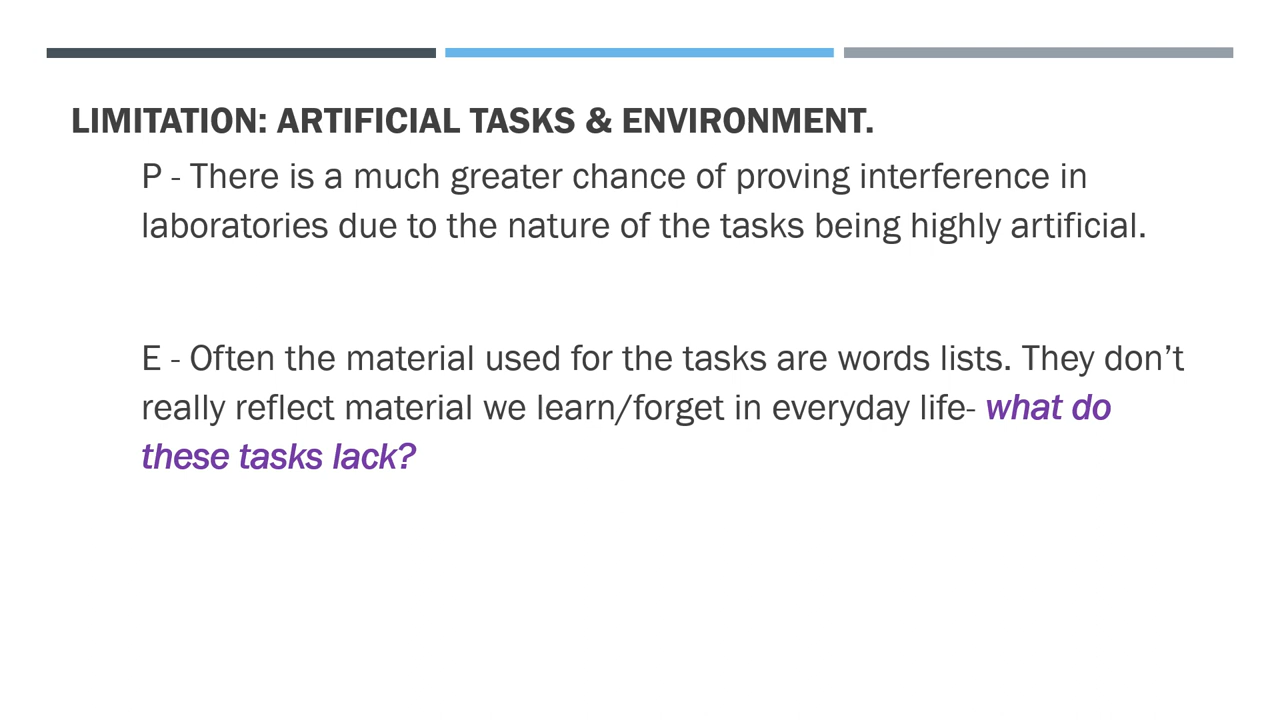 LIMITATION: ARTIFICIAL TASKS & ENVIRONMENT.
P - There is a much greater chance of proving interference in
laboratories due to the nature of the tasks being highly artificial.
E - Often the material used for the tasks are words lists. They don’t
really reflect material we learn/forget in everyday life- what do
these tasks lack?